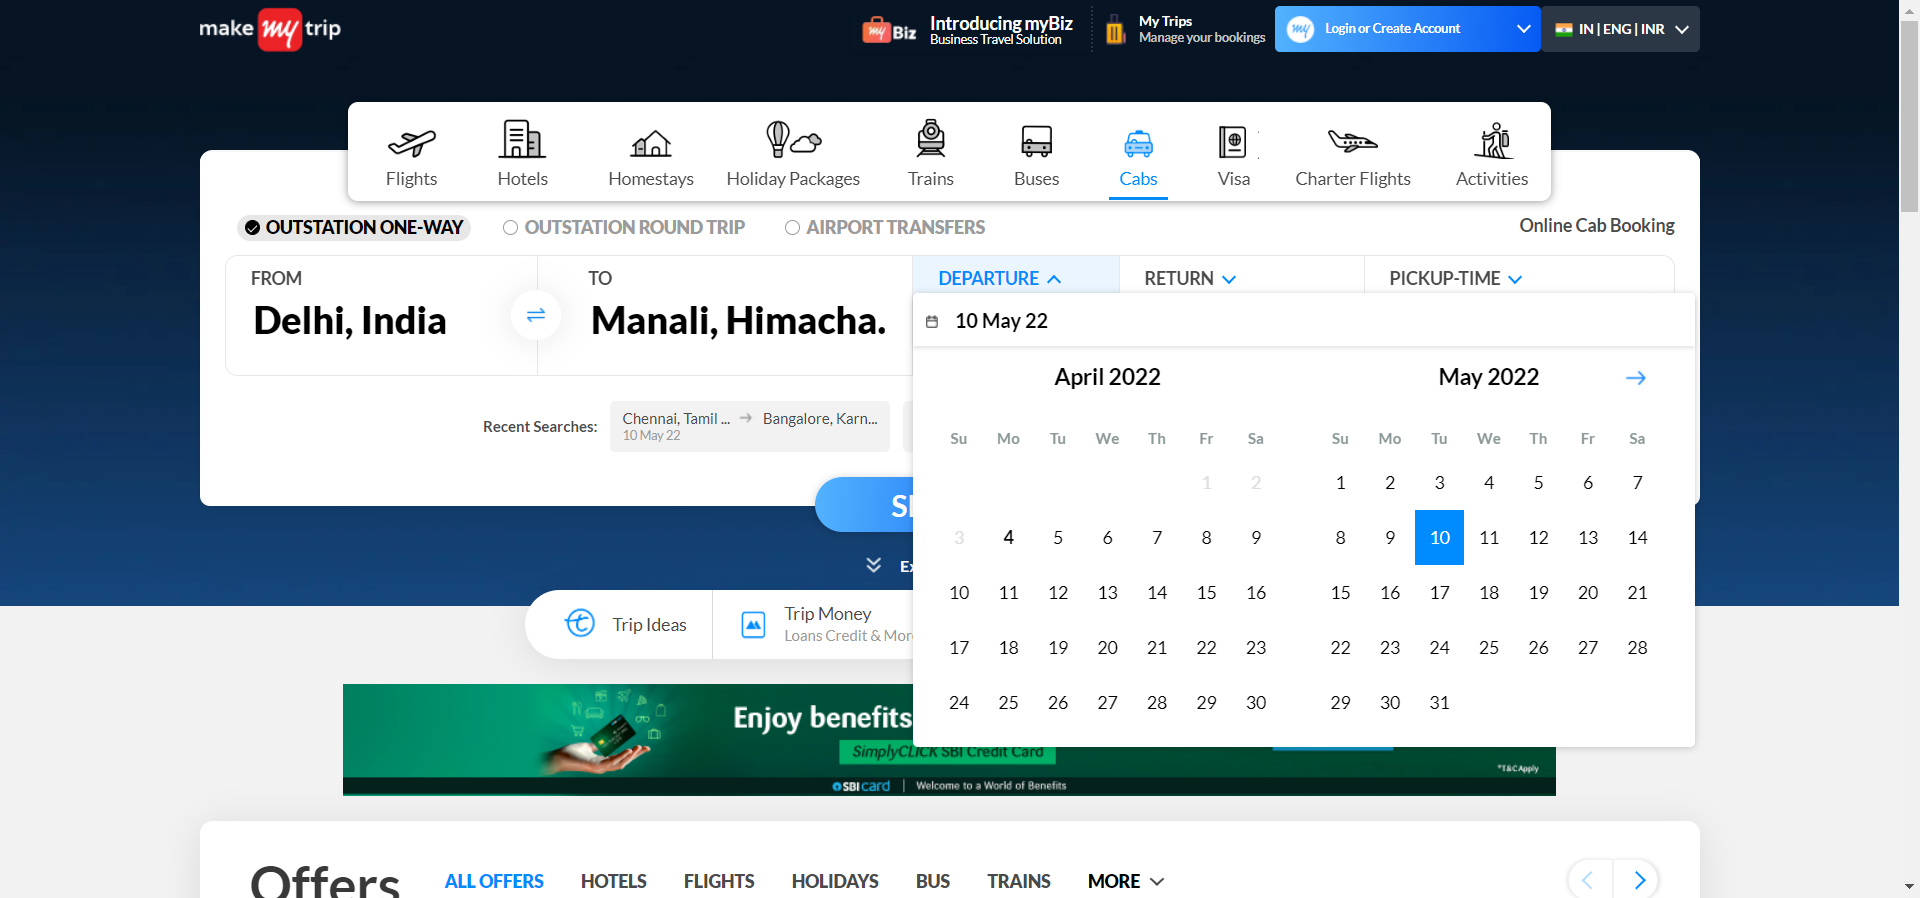 make my trip
my Biz
Introducing myBiz
Business Travel Solution
My Trips
Manage your bookings
my
Login or Create Account
IN | ENG | INR
Flights
Hotels
Homestays
Holiday Packages
Trains
Buses
Cabs
Visa
Charter Flights
Activities
OUTSTATION ONE-WAY
OUTSTATION ROUND TRIP
AIRPORT TRANSFERS
Online Cab Booking
FROM
Delhi, India
TO
Manali, Himacha.
DEPARTURE
RETURN
PICKUP-TIME
10 May 22
April 2022
May 2022
Su Mo Tu We Th Fr Sa
1 2
3 4 5 6 7 8 9
10 11 12 13 14 15 16
17 18 19 20 21 22 23
24 25 26 27 28 29 30
Su Mo Tu We Th Fr Sa
1 2 3 4 5 6 7
8 9 10 11 12 13 14
15 16 17 18 19 20 21
22 23 24 25 26 27 28
29 30 31
Recent Searches:
Chennai, Tamil ... → Bangalore, Karn...
10 May 22
Trip Ideas
Trip Money
Loans Credit & Mor
Enjoy benefits
SimplyCLICK SBI Credit Card
*T&C Apply
SBI card | Welcome to a World of Benefits
Offers
ALL OFFERS
HOTELS
FLIGHTS
HOLIDAYS
BUS
TRAINS
MORE